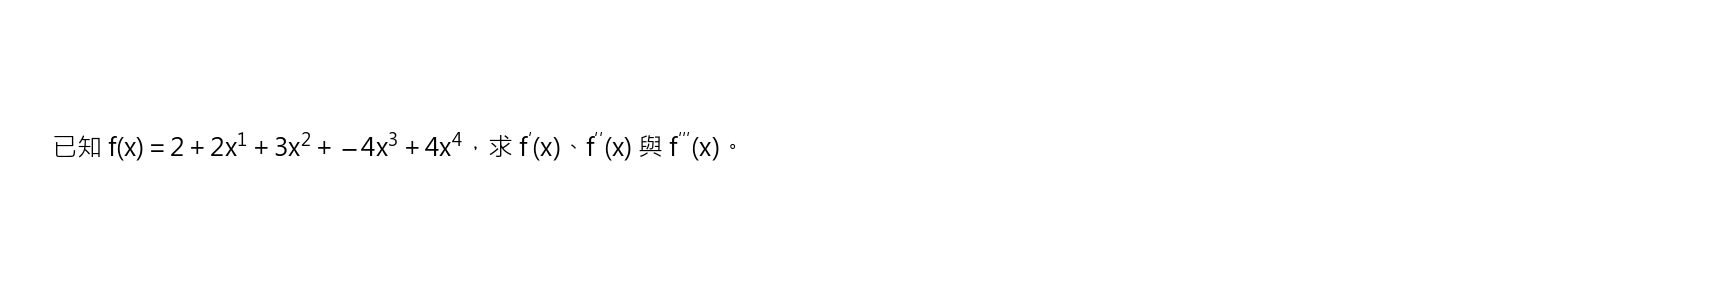 已知 f(x) = 2 + 2x¹ + 3x² + −4x³ + 4x⁴，求 f′(x)、f′′(x) 與 f′′′(x)。